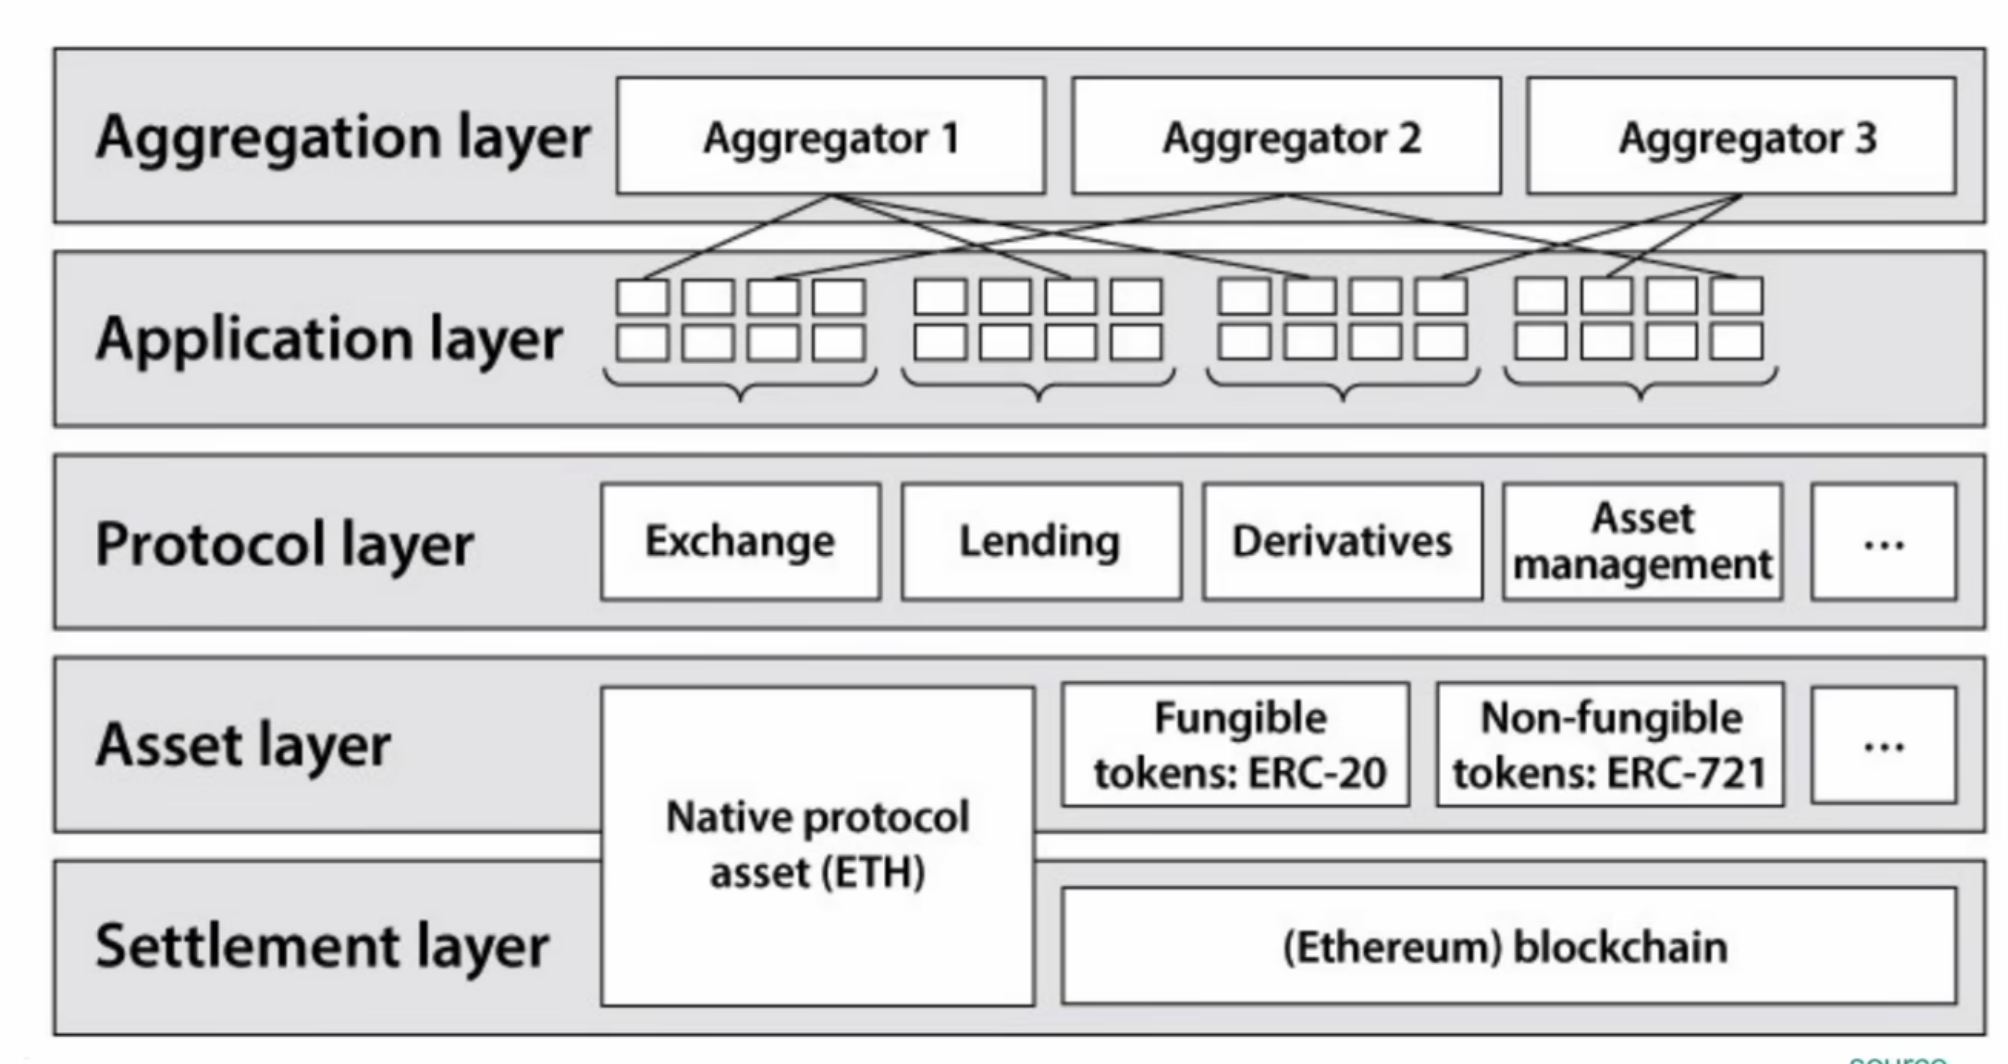 Aggregation layer
Aggregator 1
Aggregator 2
Aggregator 3
Application layer
Protocol layer
Exchange
Lending
Derivatives
Asset
management
...
Asset layer
Native protocol
asset (ETH)
Fungible
tokens: ERC-20
Non-fungible
tokens: ERC-721
...
Settlement layer
(Ethereum) blockchain
source